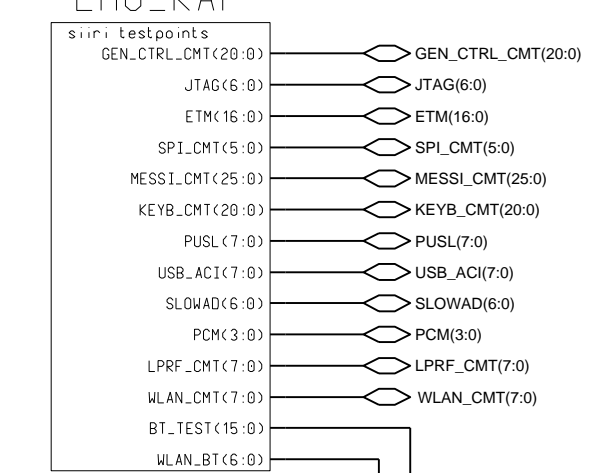 siiri testpoints
GEN_CTRL_CMT(20:0) GEN_CTRL_CMT(20:0)
JTAG(6:0) JTAG(6:0)
ETM(16:0) ETM(16:0)
SPI_CMT(5:0) SPI_CMT(5:0)
MESSI_CMT(25:0) MESSI_CMT(25:0)
KEYB_CMT(20:0) KEYB_CMT(20:0)
PUSL(7:0) PUSL(7:0)
USB_ACI(7:0) USB_ACI(7:0)
SLOWAD(6:0) SLOWAD(6:0)
PCM(3:0) PCM(3:0)
LPRF_CMT(7:0) LPRF_CMT(7:0)
WLAN_CMT(7:0) WLAN_CMT(7:0)
BT_TEST(15:0)
WLAN_BT(6:0)